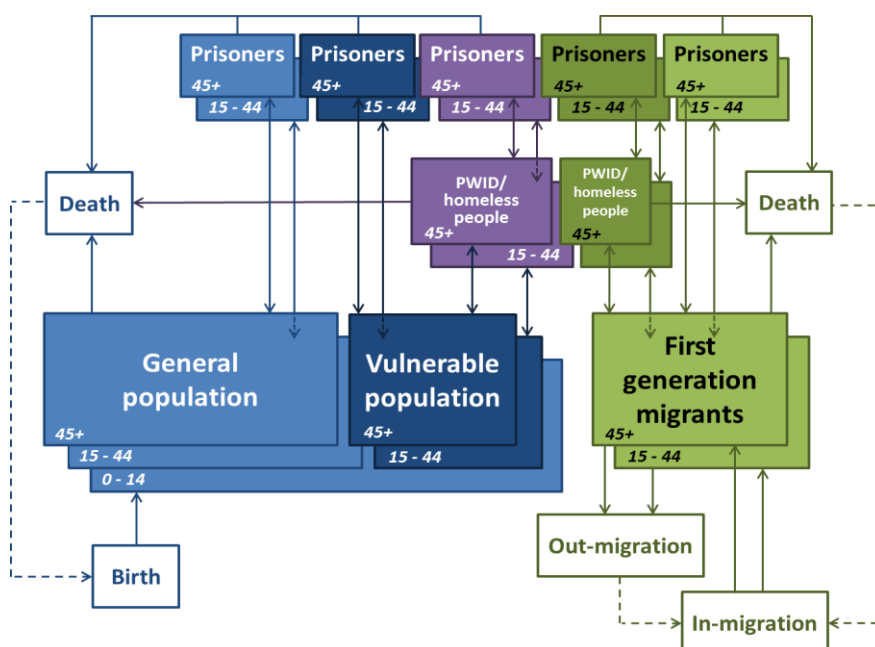 Prisoners
45+
15 - 44
Prisoners
45+
15 - 44
Prisoners
45+
15 - 44
Prisoners
45+
15 - 44
Prisoners
45+
15 - 44
Death
PWID/
homeless
people
45+
15 - 44
PWID/
homeless
people
45+
Death
General
population
45+
15 - 44
0 - 14
Vulnerable
population
45+
15 - 44
First
generation
migrants
45+
15 - 44
Birth
Out-migration
In-migration